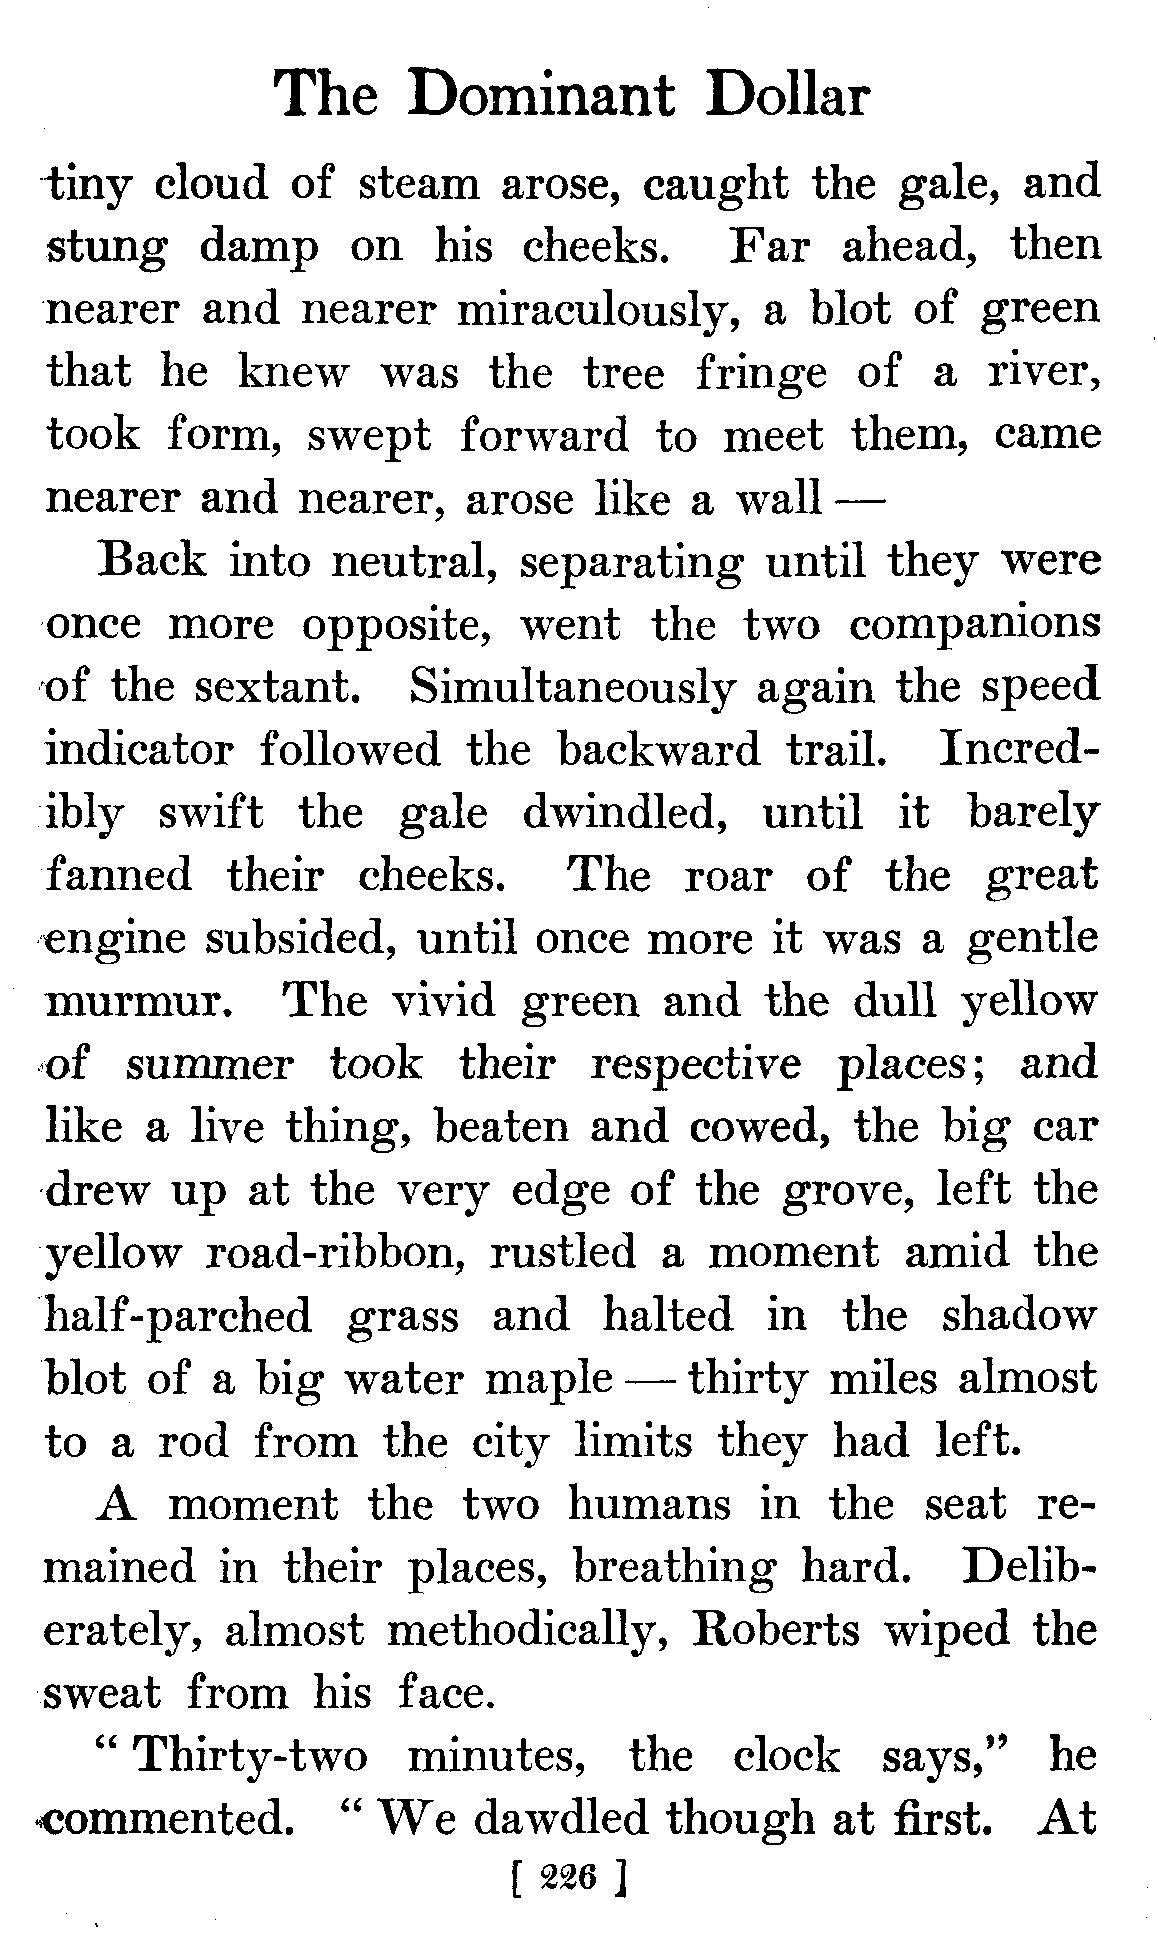 The Dominant Dollar
tiny cloud of steam arose, caught the gale, and
stung damp on his cheeks. Far ahead, then
nearer and nearer miraculously, a blot of green
that he knew was the tree fringe of a river,
took form, swept forward to meet them, came
nearer and nearer, arose like a wall —
Back into neutral, separating until they were
once more opposite, went the two companions
of the sextant. Simultaneously again the speed
indicator followed the backward trail. Incred-
ibly swift the gale dwindled, until it barely
fanned their cheeks. The roar of the great
engine subsided, until once more it was a gentle
murmur. The vivid green and the dull yellow
of summer took their respective places; and
like a live thing, beaten and cowed, the big car
drew up at the very edge of the grove, left the
yellow road-ribbon, rustled a moment amid the
half-parched grass and halted in the shadow
blot of a big water maple — thirty miles almost
to a rod from the city limits they had left.
A moment the two humans in the seat re-
mained in their places, breathing hard. Delib-
erately, almost methodically, Roberts wiped the
sweat from his face.
“ Thirty-two minutes, the clock says,” he
commented. “ We dawdled though at first. At
[ 226 ]